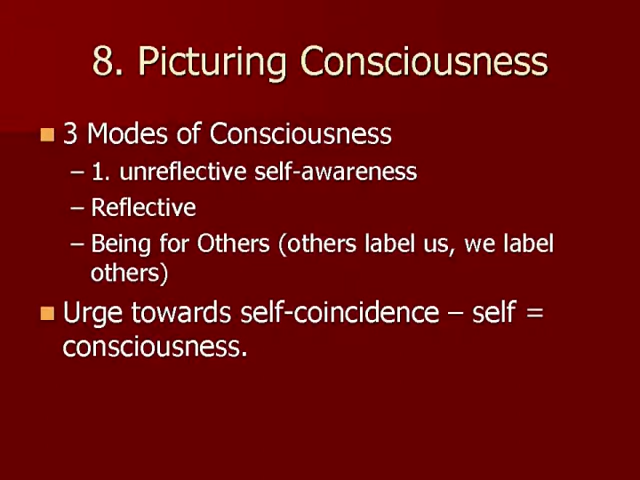 8. Picturing Consciousness
3 Modes of Consciousness
– 1. unreflective self-awareness
– Reflective
– Being for Others (others label us, we label
others)
Urge towards self-coincidence – self =
consciousness.